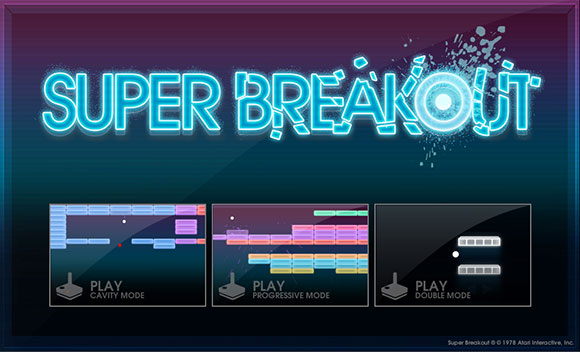 SUPER BREAKOUT
PLAY
CAVITY MODE
PLAY
PROGRESSIVE MODE
PLAY
DOUBLE MODE
Super Breakout ® © 1978 Atari Interactive, Inc.